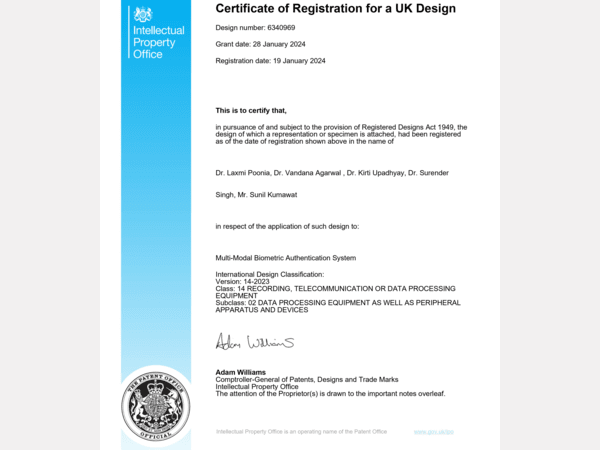 Intellectual
Property
Office
Certificate of Registration for a UK Design
Design number: 6340969
Grant date: 28 January 2024
Registration date: 19 January 2024
This is to certify that,
in pursuance of and subject to the provision of Registered Designs Act 1949, the
design of which a representation or specimen is attached, had been registered
as of the date of registration shown above in the name of
Dr. Laxmi Poonia, Dr. Vandana Agarwal , Dr. Kirti Upadhyay, Dr. Surender
Singh, Mr. Sunil Kumawat
in respect of the application of such design to:
Multi-Modal Biometric Authentication System
International Design Classification:
Version: 14-2023
Class: 14 RECORDING, TELECOMMUNICATION OR DATA PROCESSING
EQUIPMENT
Subclass: 02 DATA PROCESSING EQUIPMENT AS WELL AS PERIPHERAL
APPARATUS AND DEVICES
Adam Williams
Adam Williams
Comptroller-General of Patents, Designs and Trade Marks
Intellectual Property Office
The attention of the Proprietor(s) is drawn to the important notes overleaf.
THE PATENT OFFICE
OFFICIAL
Intellectual Property Office is an operating name of the Patent Office
www.gov.uk/ipo